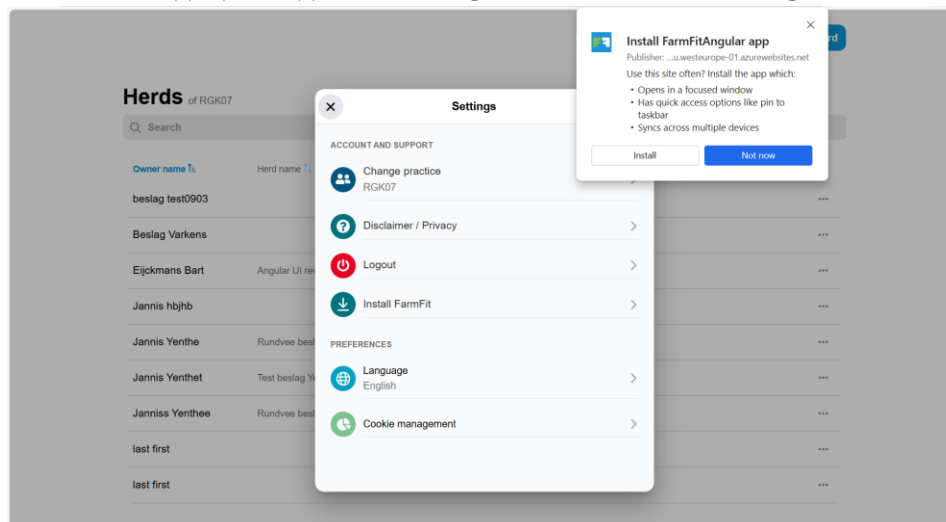 Install FarmFitAngular app
Publisher: ...u.westeurope-01.azurewebsites.net
Use this site often? Install the app which:
• Opens in a focused window
• Has quick access options like pin to
taskbar
• Syncs across multiple devices
Install
Not now
rd
Herds of RGK07
Search
Owner name
Herd name
beslag test0903
Beslag Varkens
Eijckmans Bart
Angular UI re
Jannis hbjhb
Jannis Yenthe
Rundvee besl
Jannis Yenthet
Test beslag Ye
Janniss Yenthee
Rundvee besl
last first
last first
Settings
ACCOUNT AND SUPPORT
Change practice
RGK07
Disclaimer / Privacy
Logout
Install FarmFit
PREFERENCES
Language
English
Cookie management